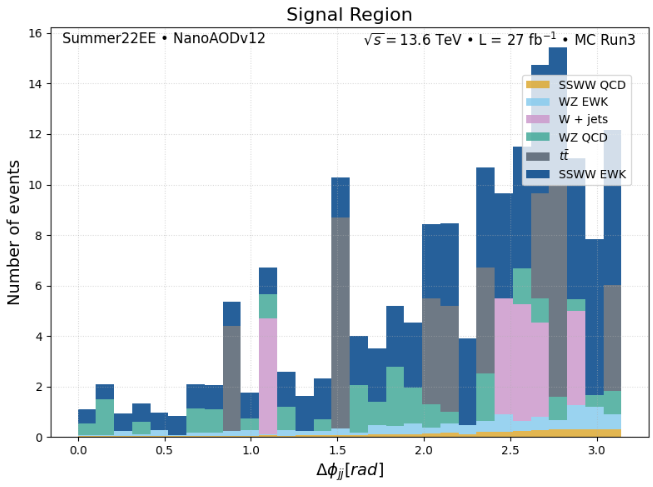 Signal Region
Summer22EE • NanoAODv12
√s = 13.6 TeV • L = 27 fb⁻¹ • MC Run3
SSWW QCD
WZ EWK
W + jets
WZ QCD
tt̄
SSWW EWK
Number of events
16
14
12
10
8
6
4
2
0
0.0 0.5 1.0 1.5 2.0 2.5 3.0
Δϕjj[rad]